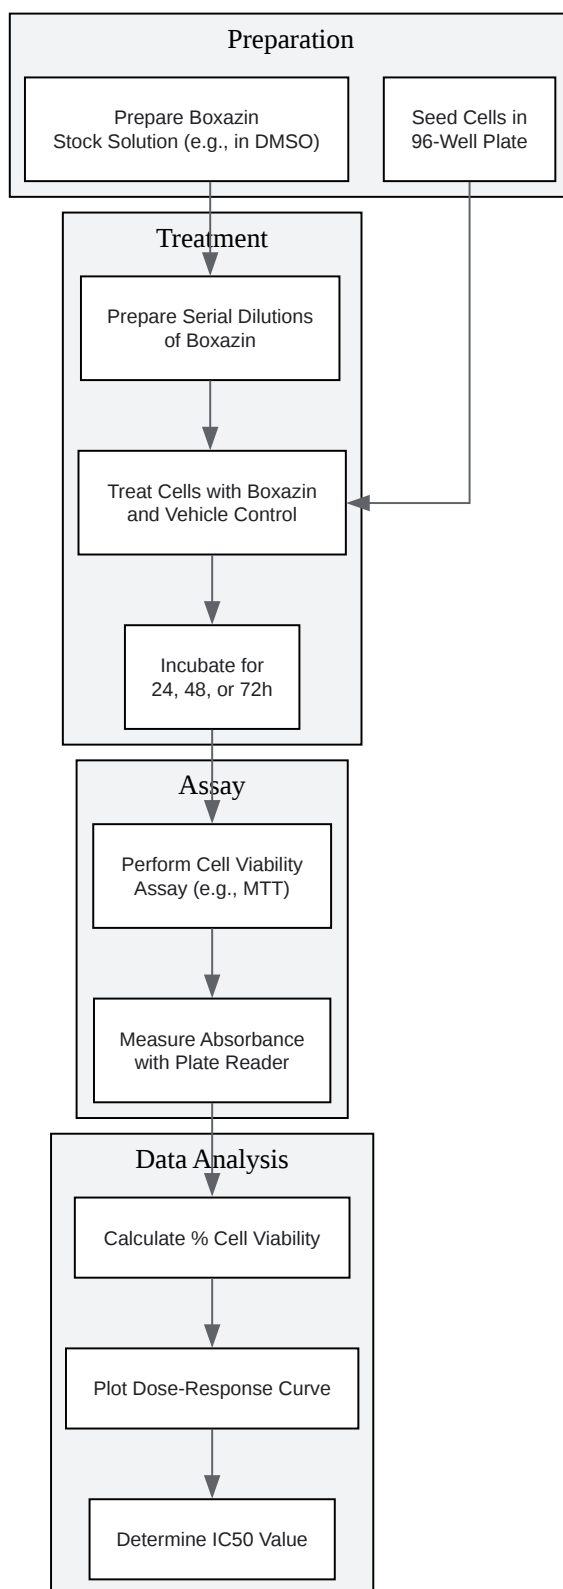 Preparation
Prepare Boxazin
Stock Solution (e.g., in DMSO)
Seed Cells in
96-Well Plate
Treatment
Prepare Serial Dilutions
of Boxazin
Treat Cells with Boxazin
and Vehicle Control
Incubate for
24, 48, or 72h
Assay
Perform Cell Viability
Assay (e.g., MTT)
Measure Absorbance
with Plate Reader
Data Analysis
Calculate % Cell Viability
Plot Dose-Response Curve
Determine IC50 Value